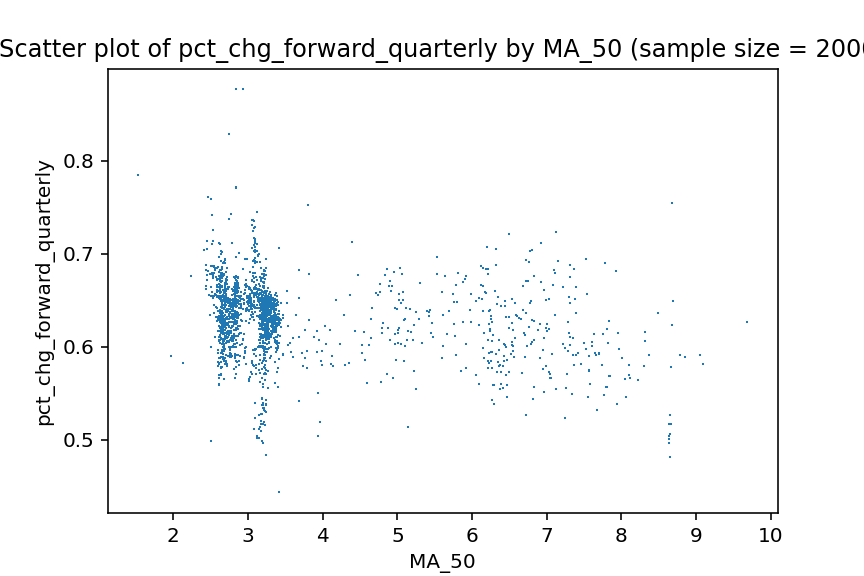 Scatter plot of pct_chg_forward_quarterly by MA_50 (sample size = 200
pct_chg_forward_quarterly
0.8
0.7
0.6
0.5
2 3 4 5 6 7 8 9 10
MA_50